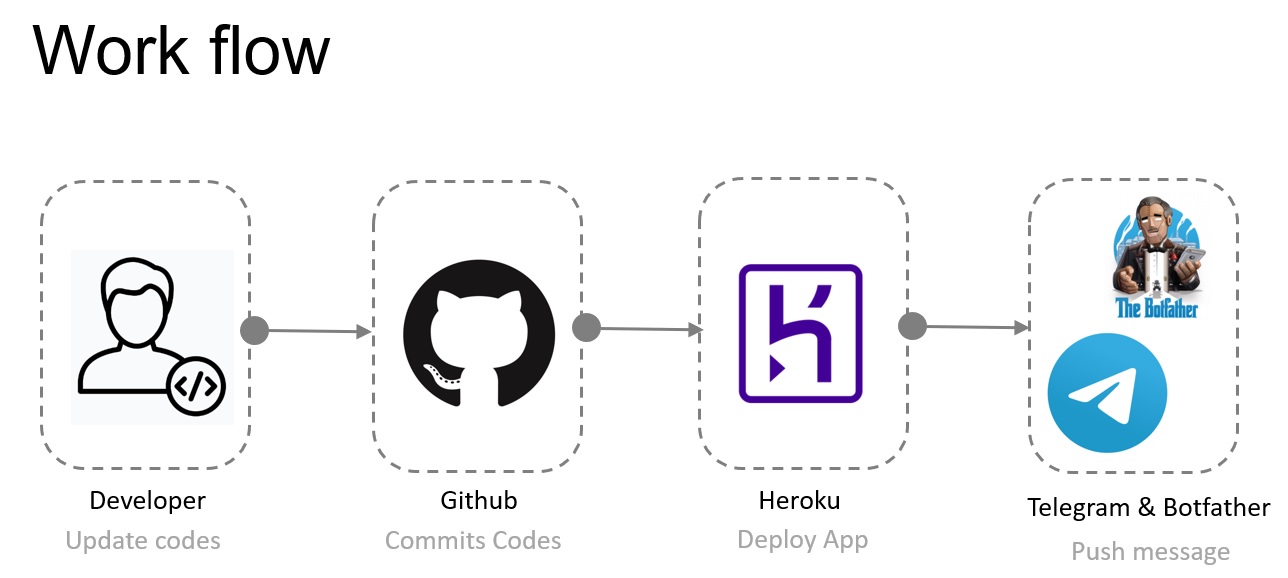 Work flow
The Botfather
</>
Developer
Github
Heroku
Telegram & Botfather
Update codes
Commits Codes
Deploy App
Push message